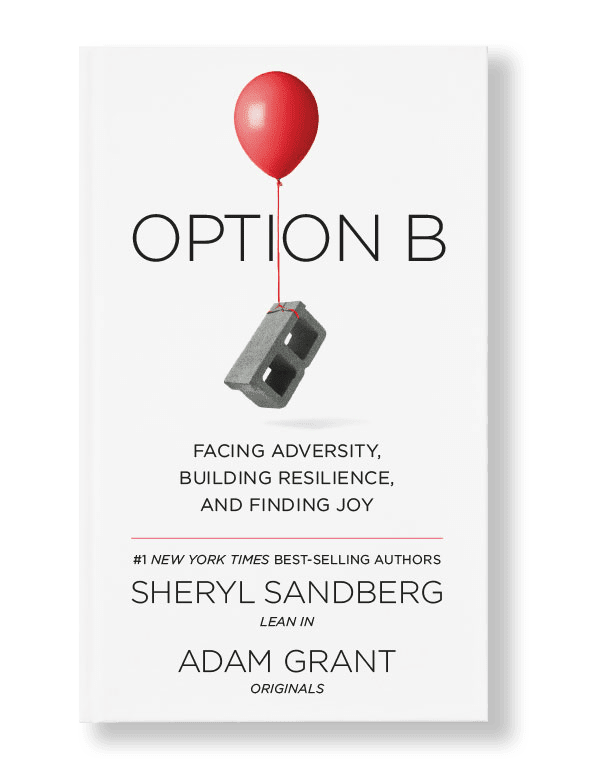 OPTION B
FACING ADVERSITY,
BUILDING RESILIENCE,
AND FINDING JOY
#1 NEW YORK TIMES BEST-SELLING AUTHORS
SHERYL SANDBERG
LEAN IN
ADAM GRANT
ORIGINALS